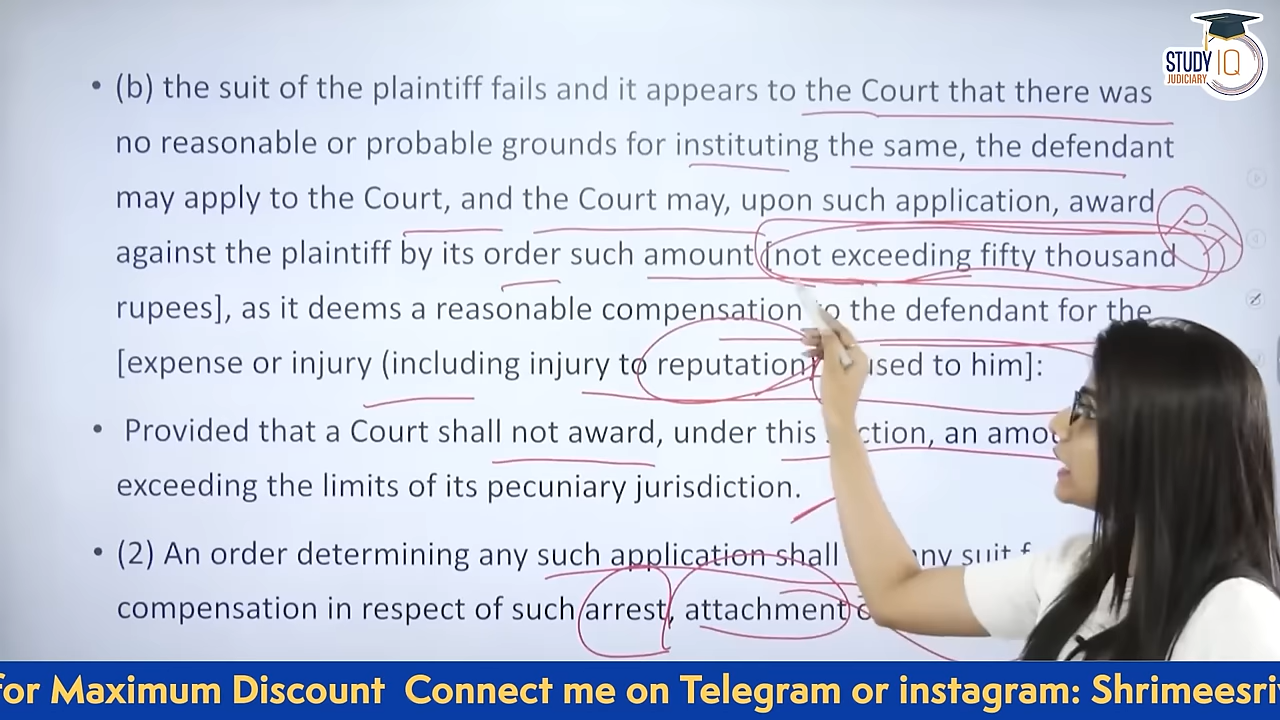 STUDY IQ
JUDICIARY
• (b) the suit of the plaintiff fails and it appears to the Court that there was
no reasonable or probable grounds for instituting the same, the defendant
may apply to the Court, and the Court may, upon such application, award
against the plaintiff by its order such amount [not exceeding fifty thousand
rupees], as it deems a reasonable compensation the defendant for the
[expense or injury (including injury to reputation) to him]:
• Provided that a Court shall not award, under this an
exceeding the limits of its pecuniary jurisdiction.
• (2) An order determining any such application shall any suit
compensation in respect of such arrest, attachment
for Maximum Discount Connect me on Telegram or instagram: Shrimeesri